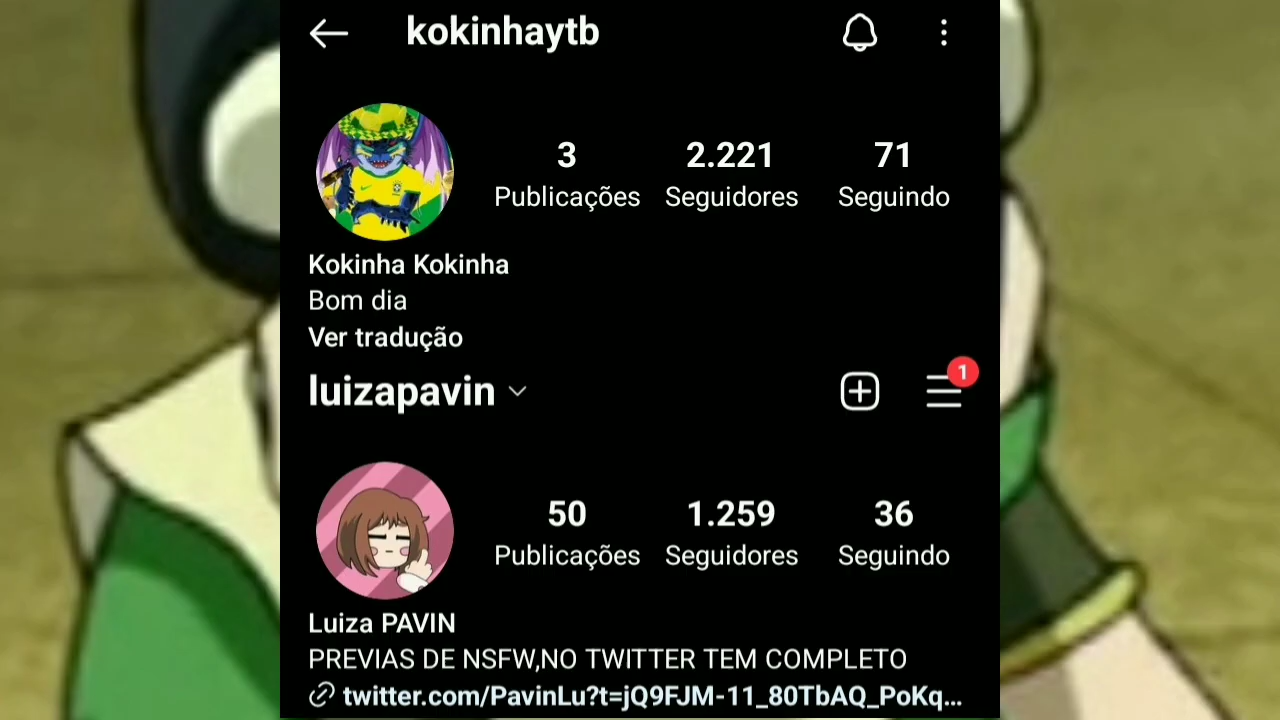 kokinhaytb
3 2.221 71
Publicações Seguidores Seguindo
Kokinha Kokinha
Bom dia
Ver tradução
luizapavin
1
50 1.259 36
Publicações Seguidores Seguindo
Luiza PAVIN
PREVIAS DE NSFW,NO TWITTER TEM COMPLETO
twitter.com/PavinLu?t=jQ9FJM-11_80TbAQ_PoKq...